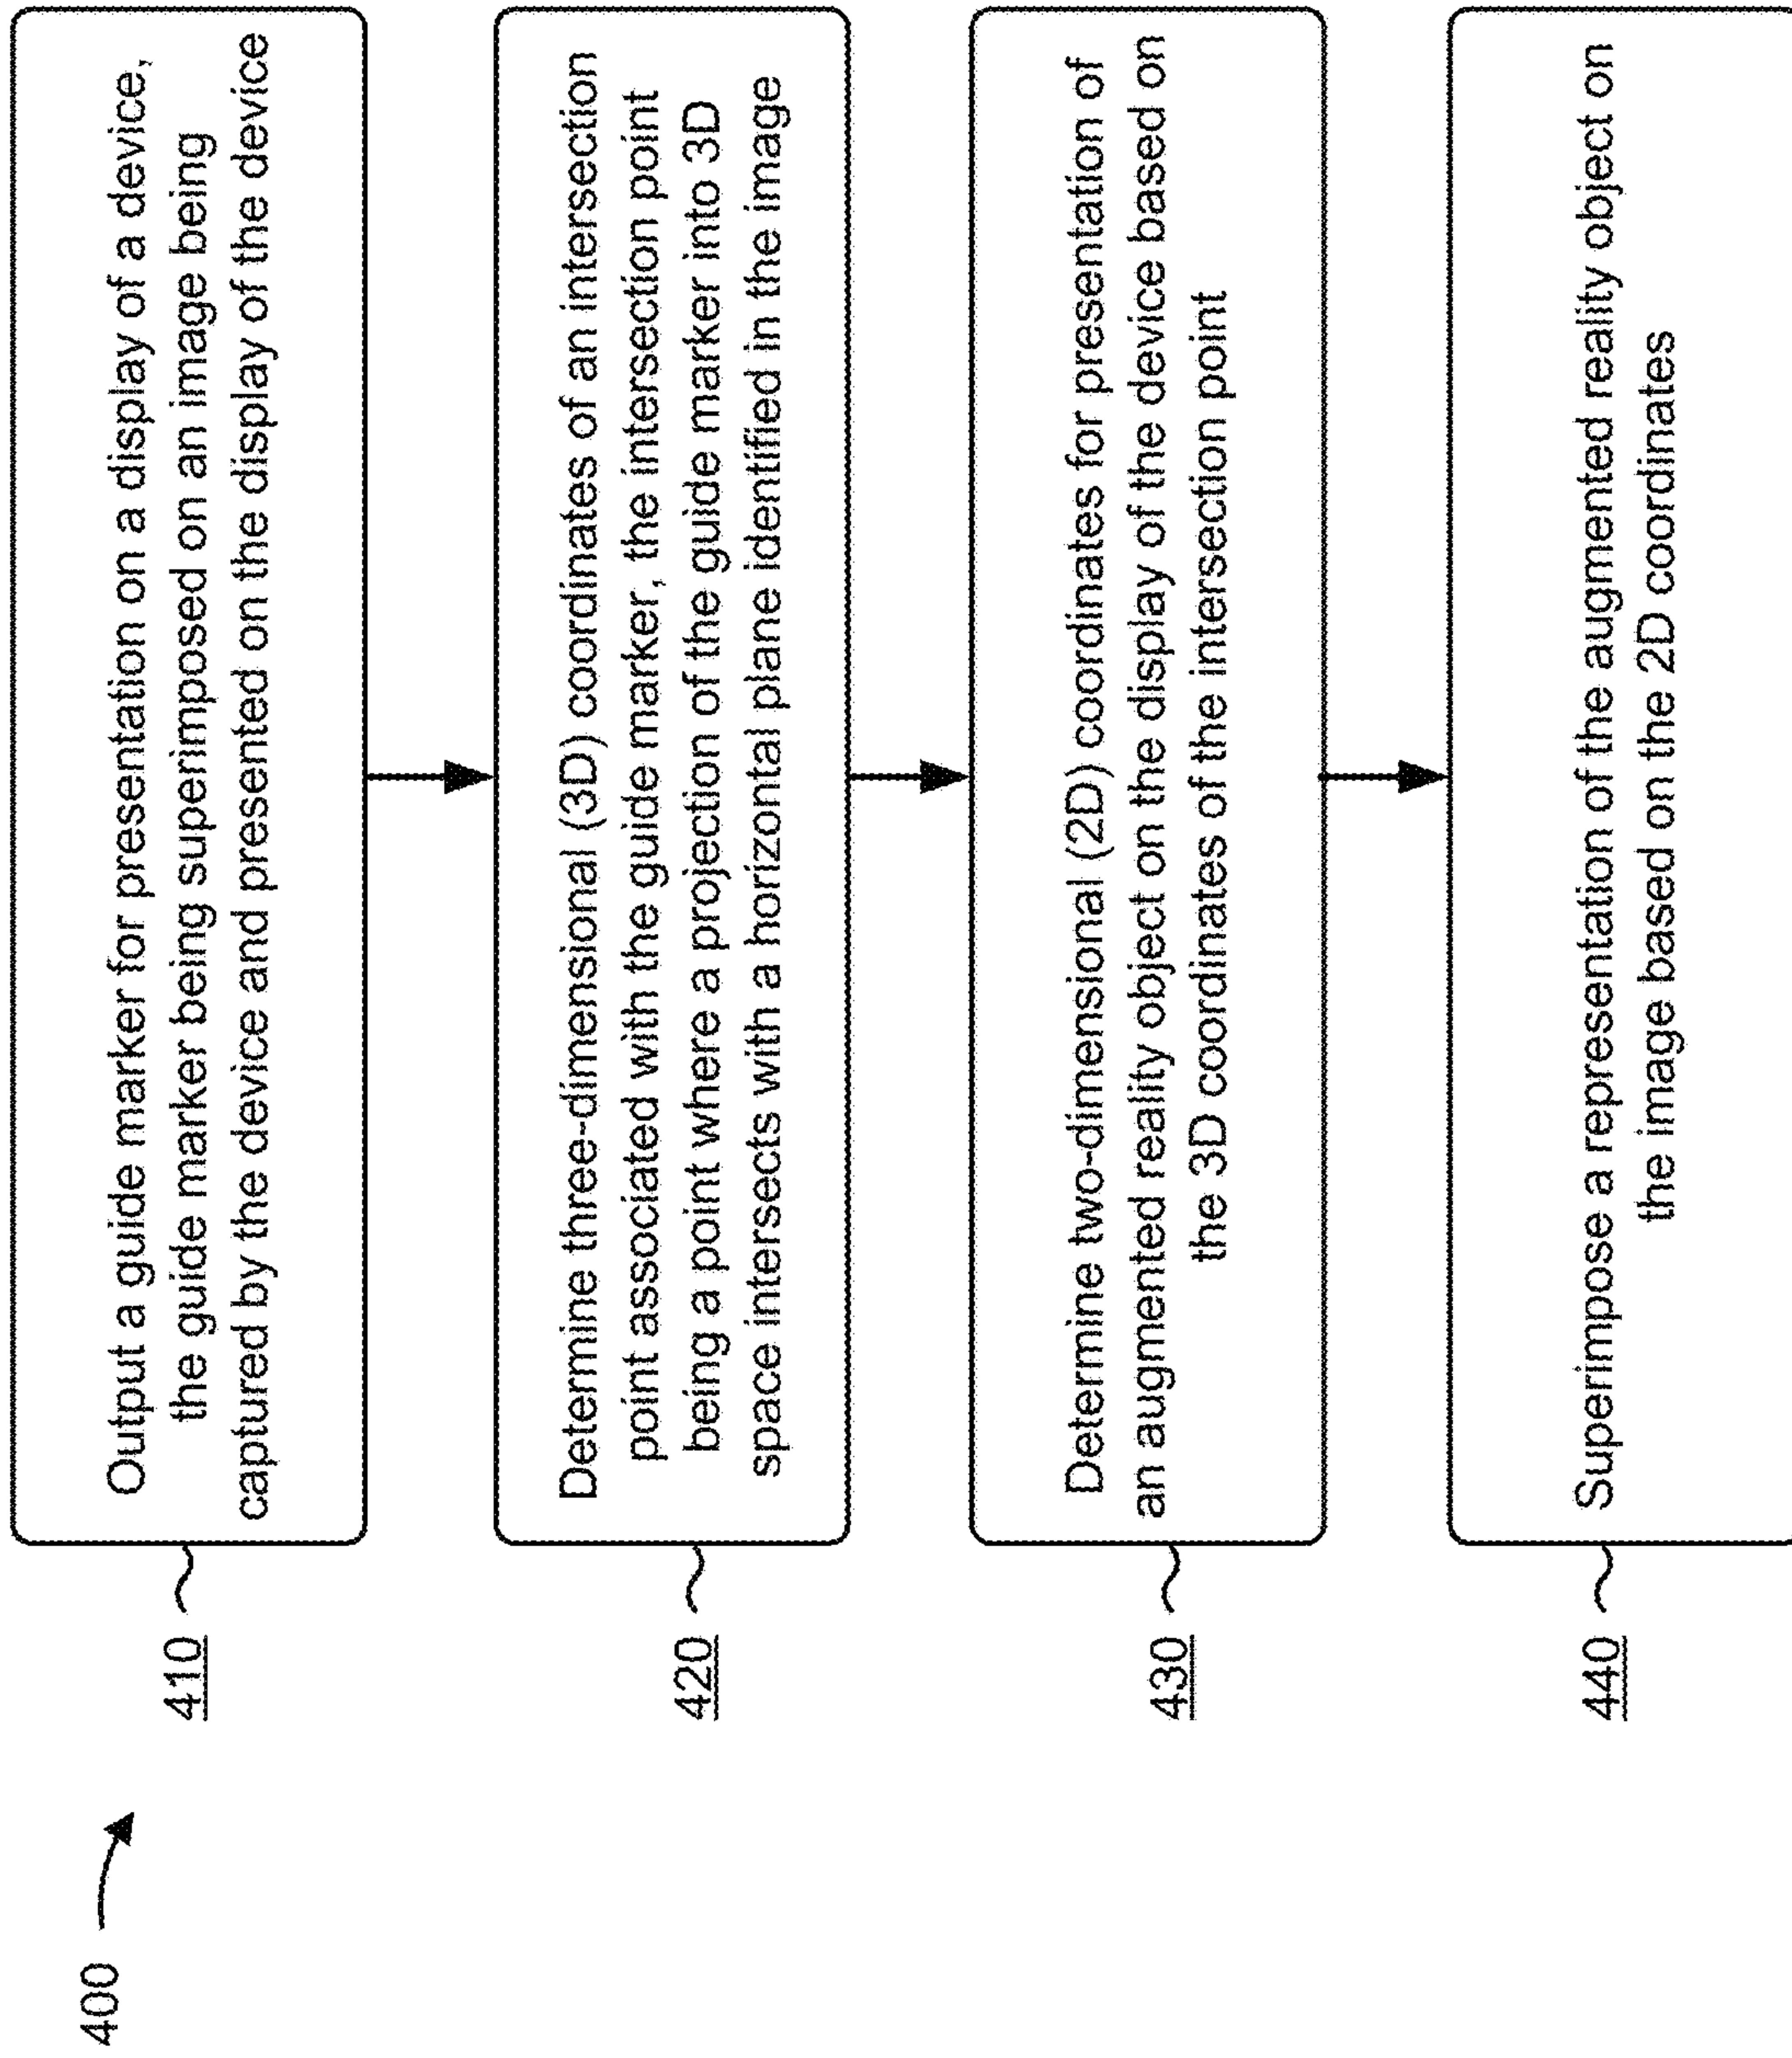 400
410
Output a guide marker for presentation on a display of a device,
the guide marker being superimposed on an image being
captured by the device and presented on the display of the device
420
Determine three-dimensional (3D) coordinates of an intersection
point associated with the guide marker, the intersection point
being a point where a projection of the guide marker into 3D
space intersects with a horizontal plane identified in the image
430
Determine two-dimensional (2D) coordinates for presentation of
an augmented reality object on the display of the device based on
the 3D coordinates of the intersection point
440
Superimpose a representation of the augmented reality object on
the image based on the 2D coordinates